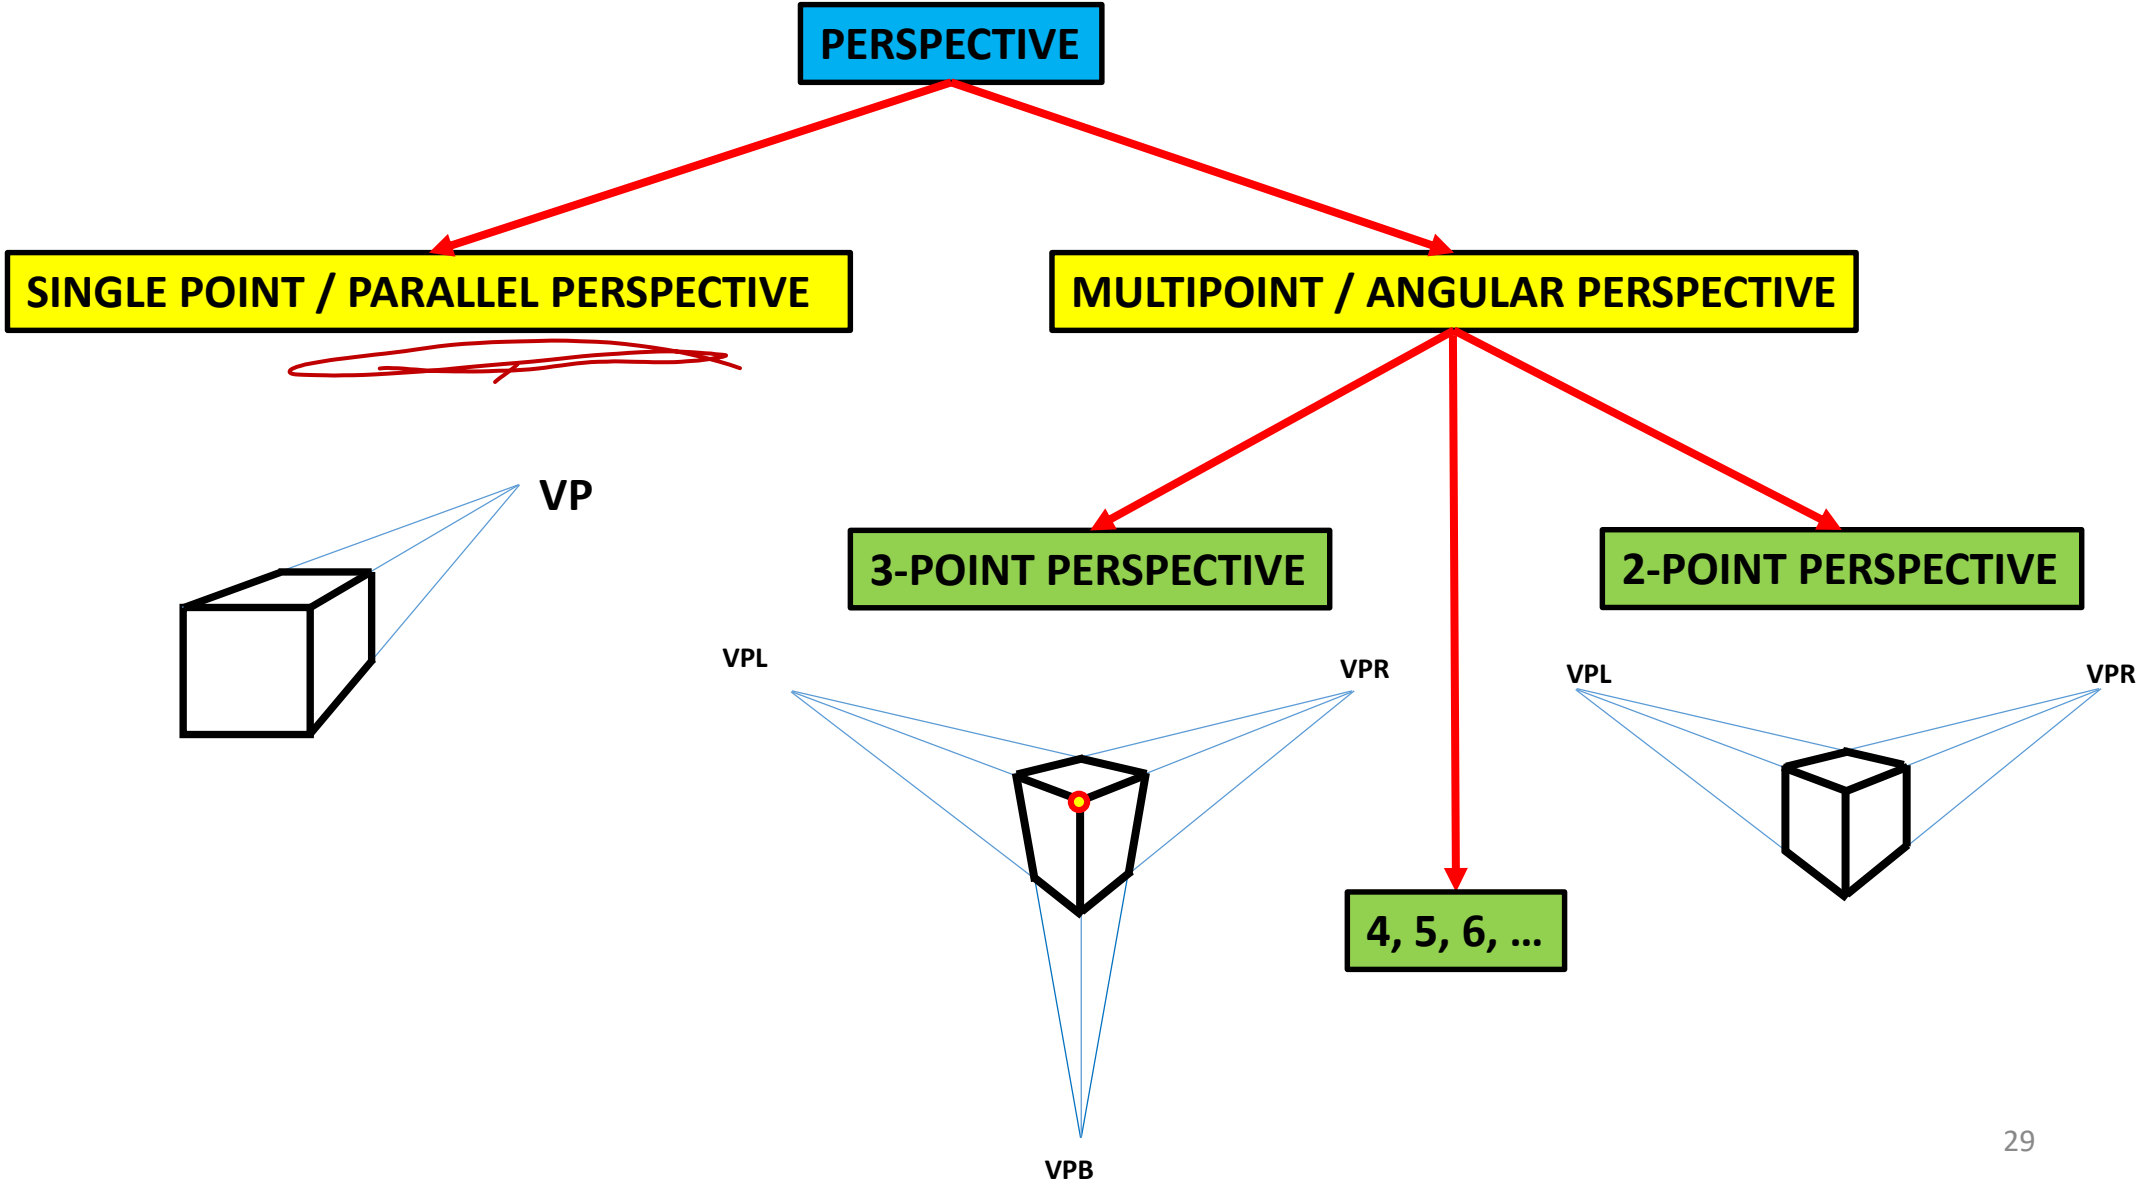 PERSPECTIVE
SINGLE POINT / PARALLEL PERSPECTIVE
MULTIPOINT / ANGULAR PERSPECTIVE
VP
3-POINT PERSPECTIVE
2-POINT PERSPECTIVE
VPL
VPR
VPL
VPR
4, 5, 6, ...
VPB
29